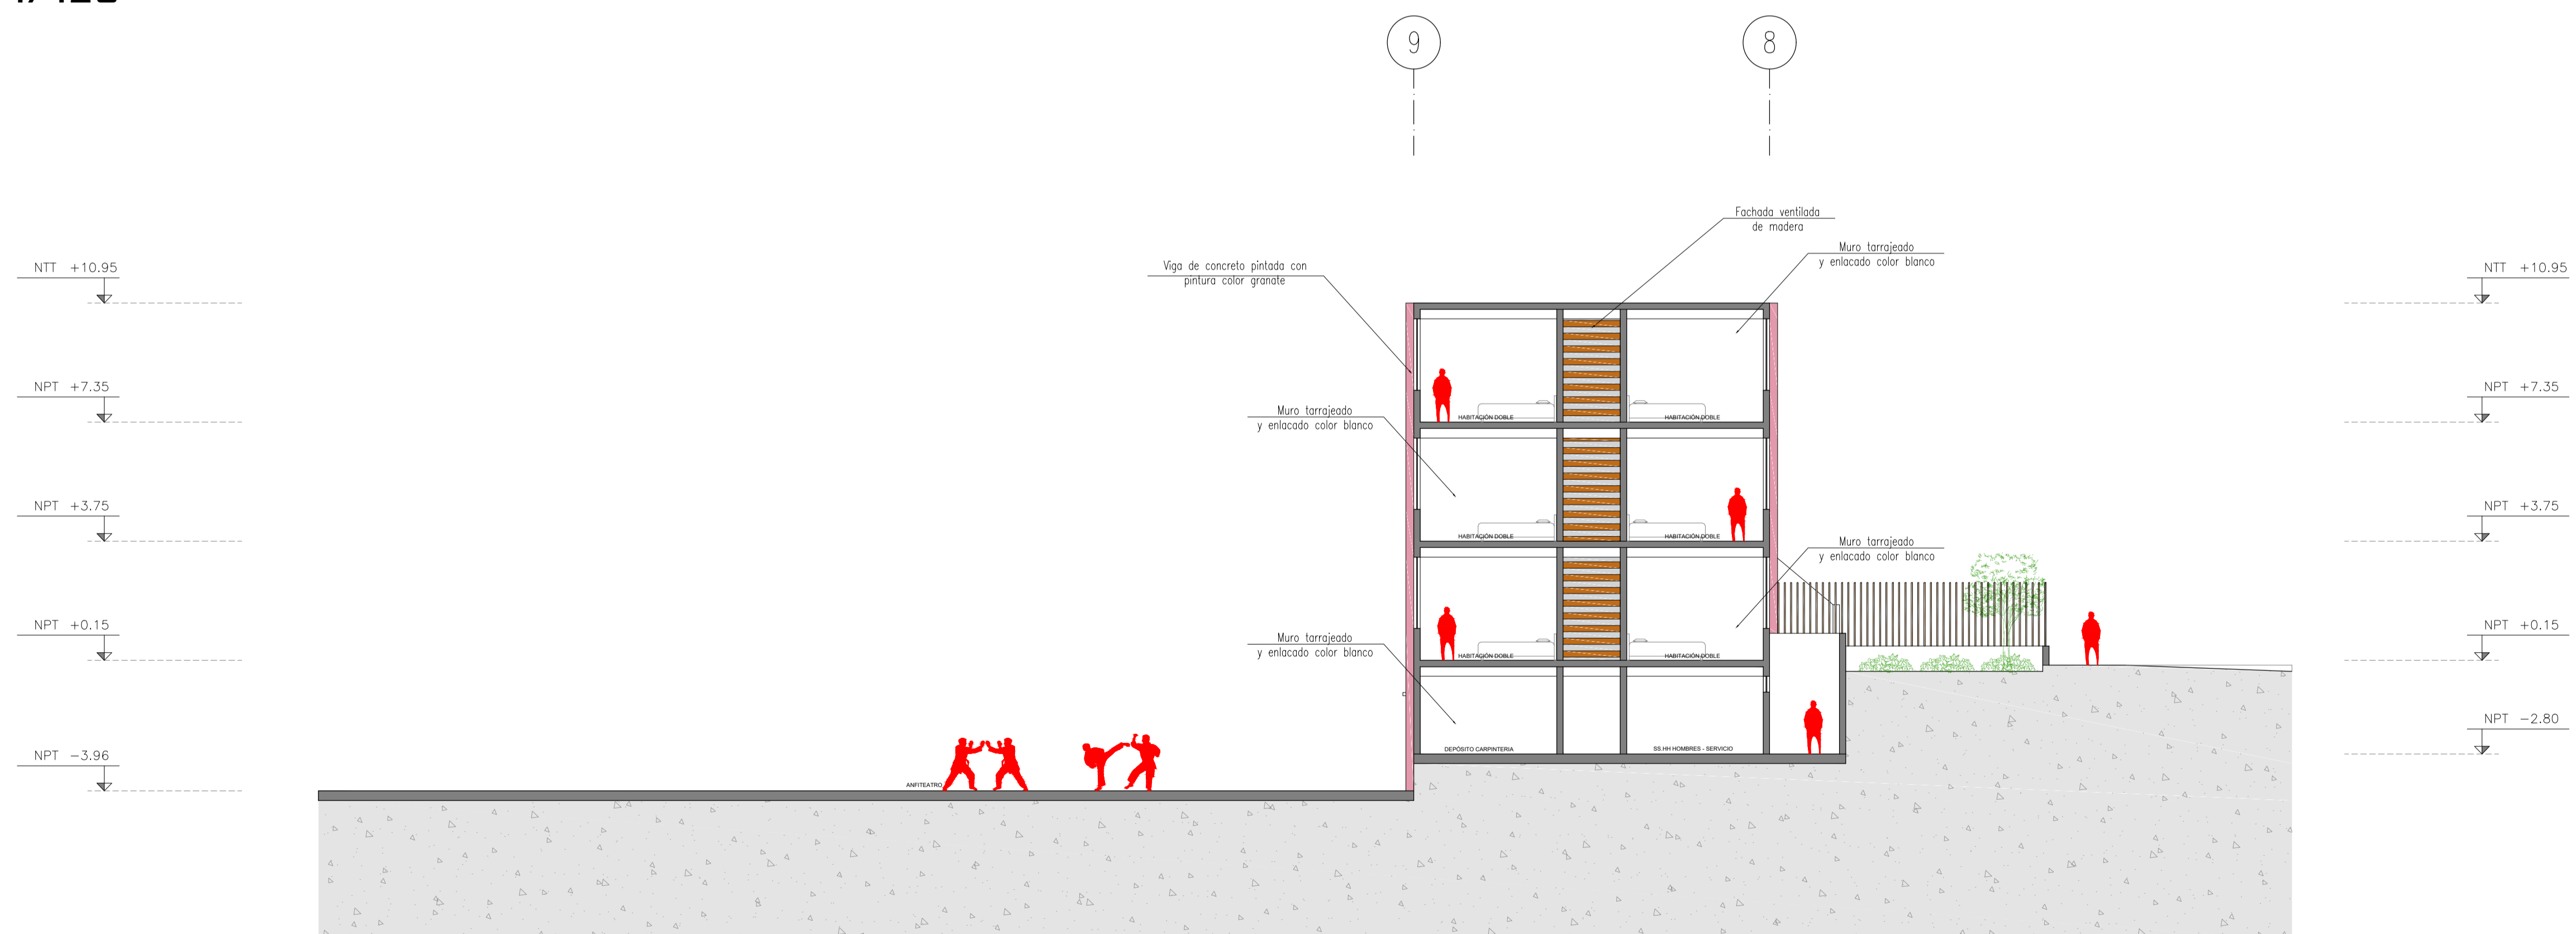 9
8
Fachada ventilada
de madera
Muro tarrajeado
y enlacado color blanco
Viga de concreto pintada con
pintura color granate
NTT +10.95
NTT +10.95
NPT +7.35
NPT +7.35
Muro tarrajeado
y enlacado color blanco
HABITACIÓN DOBLE
HABITACIÓN DOBLE
NPT +3.75
NPT +3.75
HABITACIÓN DOBLE
HABITACIÓN DOBLE
Muro tarrajeado
y enlacado color blanco
NPT +0.15
NPT +0.15
Muro tarrajeado
y enlacado color blanco
HABITACIÓN DOBLE
HABITACIÓN DOBLE
NPT -2.80
DEPÓSITO CARPINTERIA
SS.HH HOMBRES - SERVICIO
NPT -3.96
ANFITEATRO